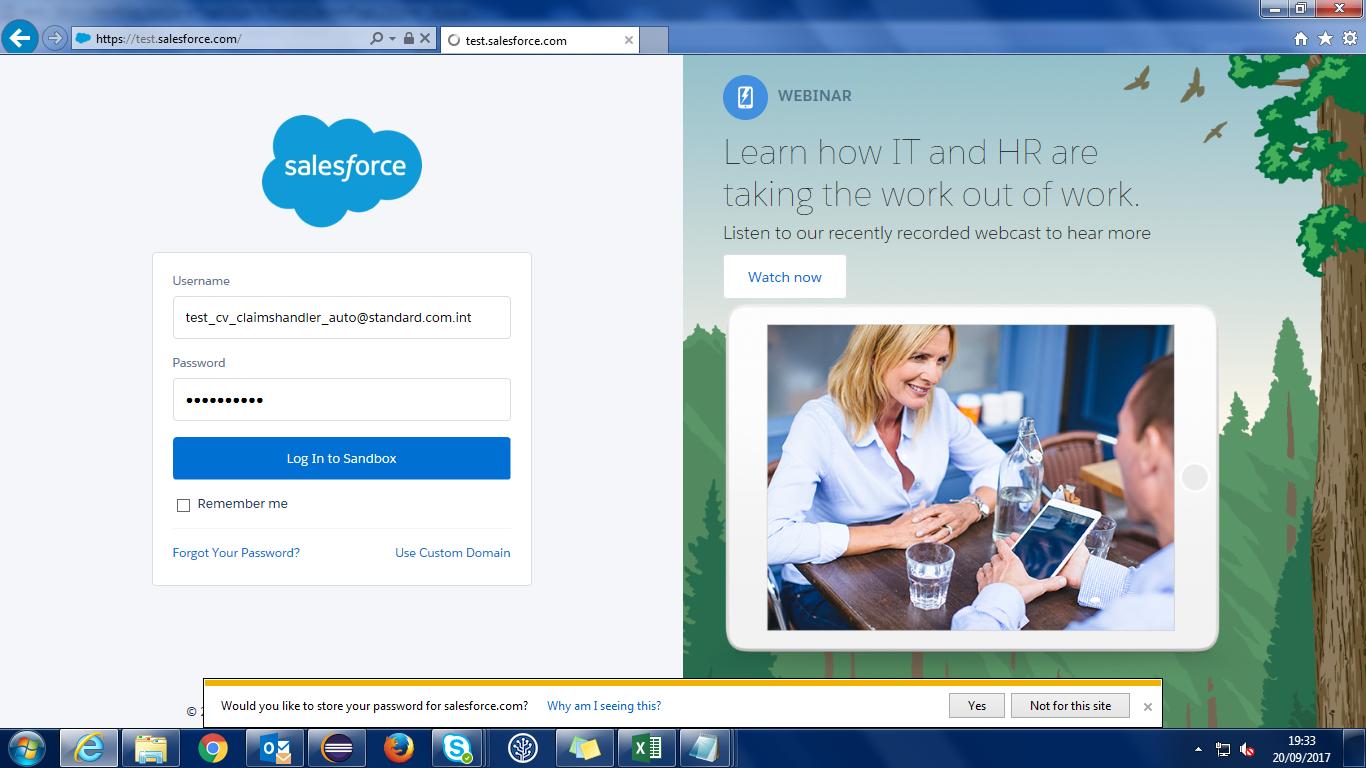 https://test.salesforce.com/
test.salesforce.com
salesforce
Username
test_cv_claimshandler_auto@standard.com.int
Password
Log In to Sandbox
Remember me
Forgot Your Password?
Use Custom Domain
WEBINAR
Learn how IT and HR are
taking the work out of work.
Listen to our recently recorded webcast to hear more
Watch now
©
Would you like to store your password for salesforce.com?
Why am I seeing this?
Yes
Not for this site
19:33
20/09/2017